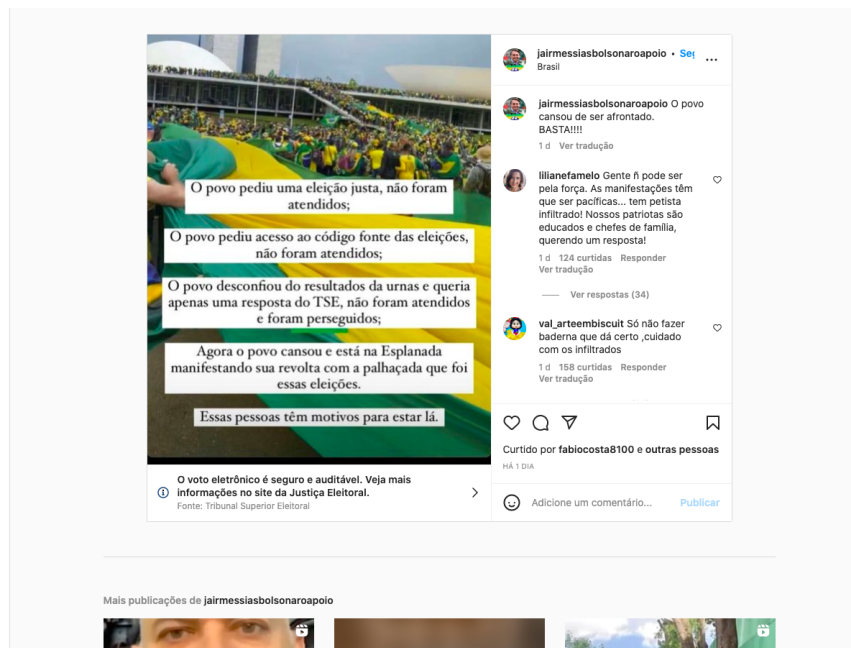 O povo pediu uma eleição justa, não foram
atendidos;
O povo pediu acesso ao código fonte das eleições,
não foram atendidos;
O povo desconfiou do resultados da urnas e queria
apenas uma resposta do TSE, não foram atendidos
e foram perseguidos;
Agora o povo cansou e está na Esplanada
manifestando sua revolta com a palhaçada que foi
essas eleições.
Essas pessoas têm motivos para estar lá.
O voto eletrônico é seguro e auditável. Veja mais
informações no site da Justiça Eleitoral.
Fonte: Tribunal Superior Eleitoral
jairmessiasbolsonaroapoio •
Brasil
jairmessiasbolsonaroapoio O povo
cansou de ser afrontado.
BASTA!!!!
1 d Ver tradução
lilianefamelo Gente ñ pode ser
pela força. As manifestações têm
que ser pacíficas... tem petista
infiltrado! Nossos patriotas são
educados e chefes de família,
querendo um resposta!
1 d 124 curtidas Responder
Ver tradução
Ver respostas (34)
val_arteembiscuit Só não fazer
baderna que dá certo ,cuidado
com os infiltrados
1 d 158 curtidas Responder
Ver tradução
Curtido por fabiocosta8100 e outras pessoas
HÁ 1 DIA
Adicione um comentário... Publicar
Mais publicações de jairmessiasbolsonaroapoio